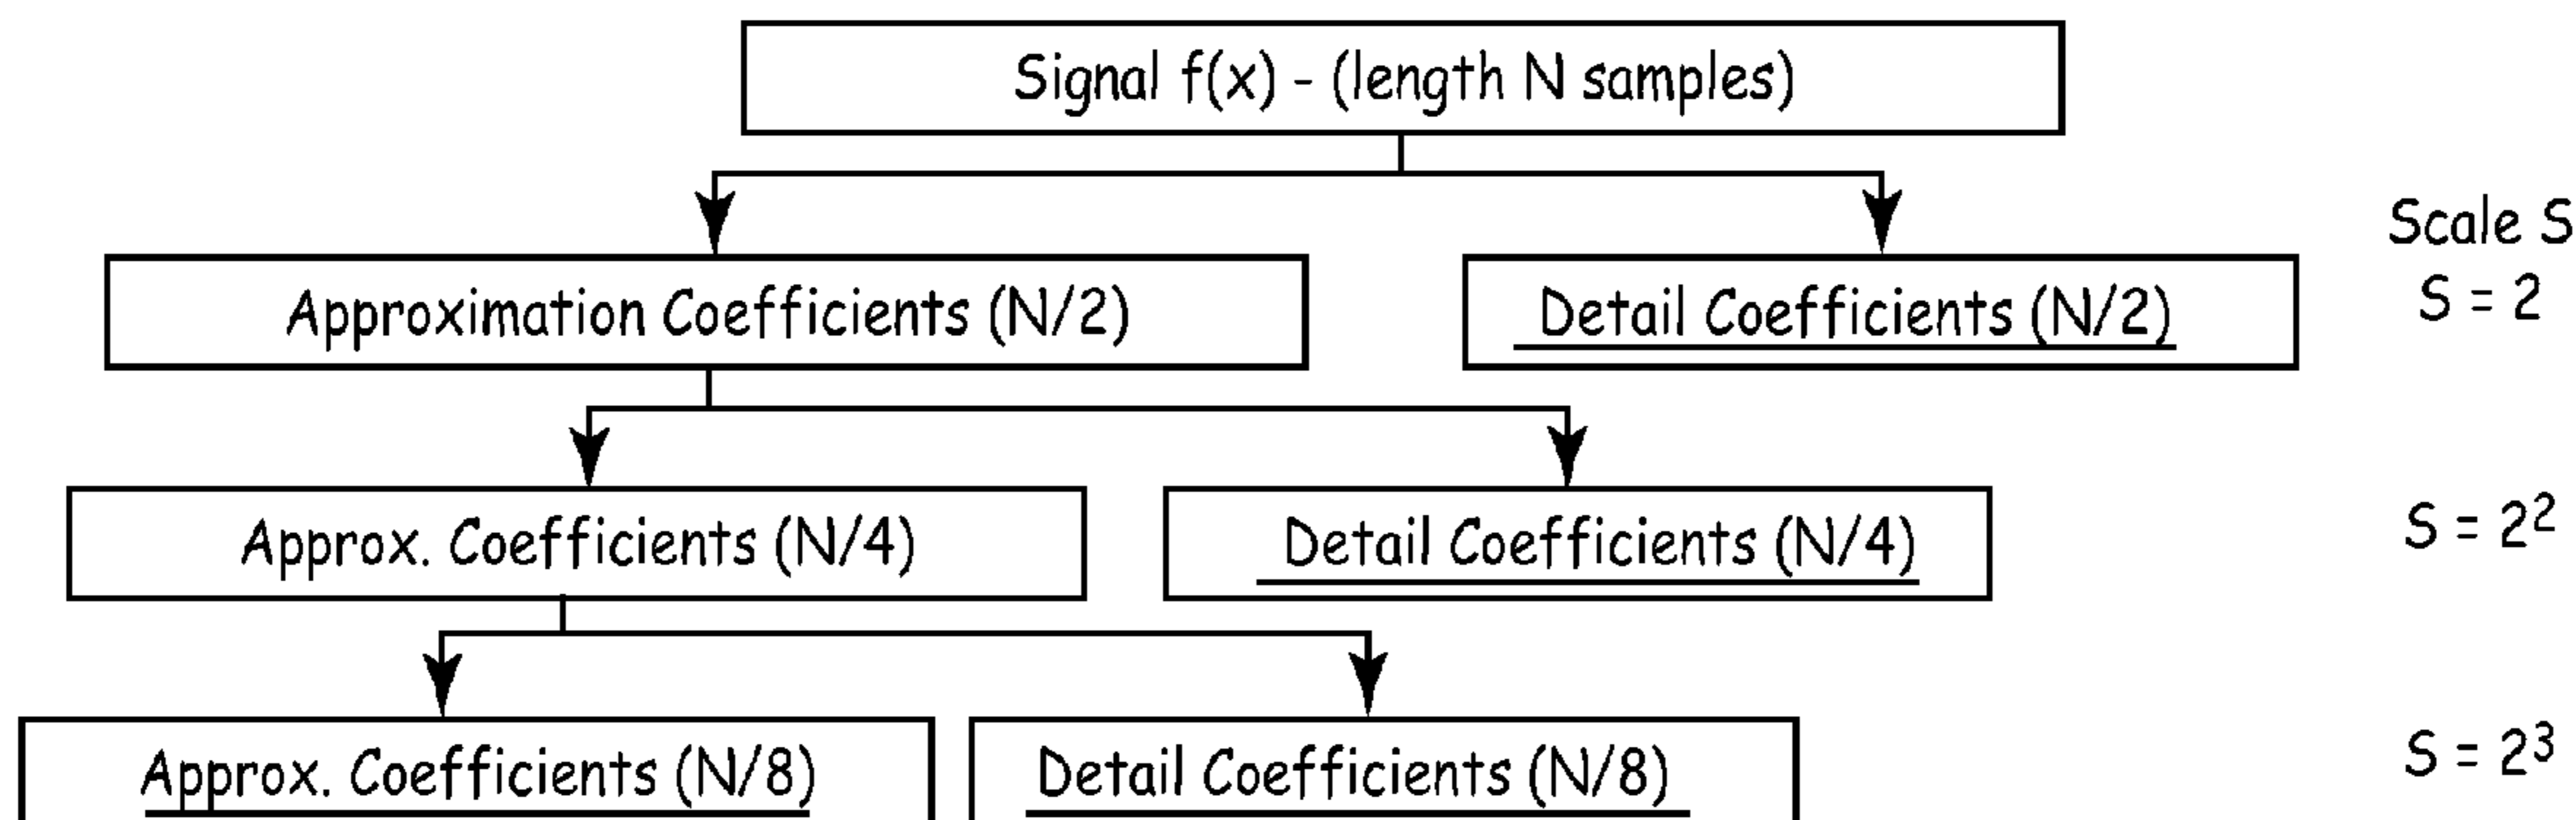 Signal f(x) - (length N samples)
Scale S
Approximation Coefficients (N/2)
Detail Coefficients (N/2)
S = 2
Approx. Coefficients (N/4)
Detail Coefficients (N/4)
S = 2²
Approx. Coefficients (N/8)
Detail Coefficients (N/8)
S = 2³